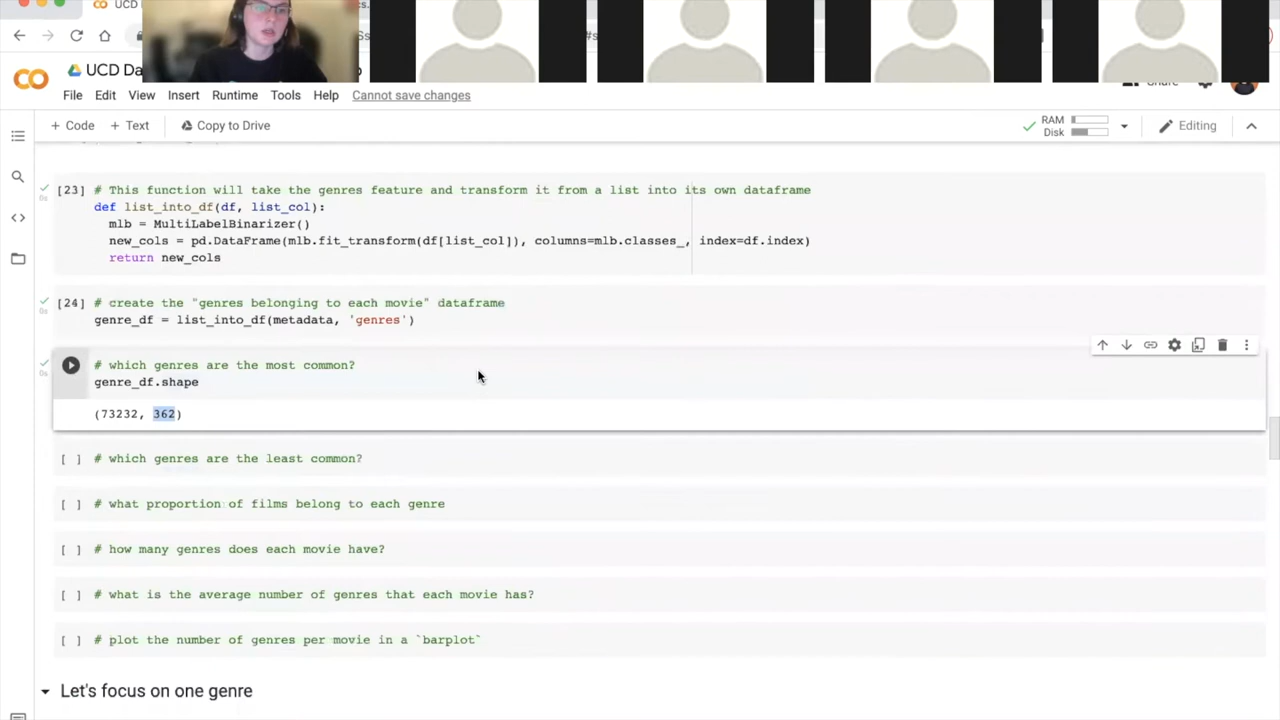 UCD Da
File Edit View Insert Runtime Tools Help Cannot save changes
+ Code + Text Copy to Drive
RAM
Disk
Editing
[23] # This function will take the genres feature and transform it from a list into its own dataframe
def list_into_df(df, list_col):
mlb = MultiLabelBinarizer()
new_cols = pd.DataFrame(mlb.fit_transform(df[list_col]), columns=mlb.classes_, index=df.index)
return new_cols
[24] # create the "genres belonging to each movie" dataframe
genre_df = list_into_df(metadata, 'genres')
# which genres are the most common?
genre_df.shape
(73232, 362)
[ ] # which genres are the least common?
[ ] # what proportion of films belong to each genre
[ ] # how many genres does each movie have?
[ ] # what is the average number of genres that each movie has?
[ ] # plot the number of genres per movie in a `barplot`
Let's focus on one genre